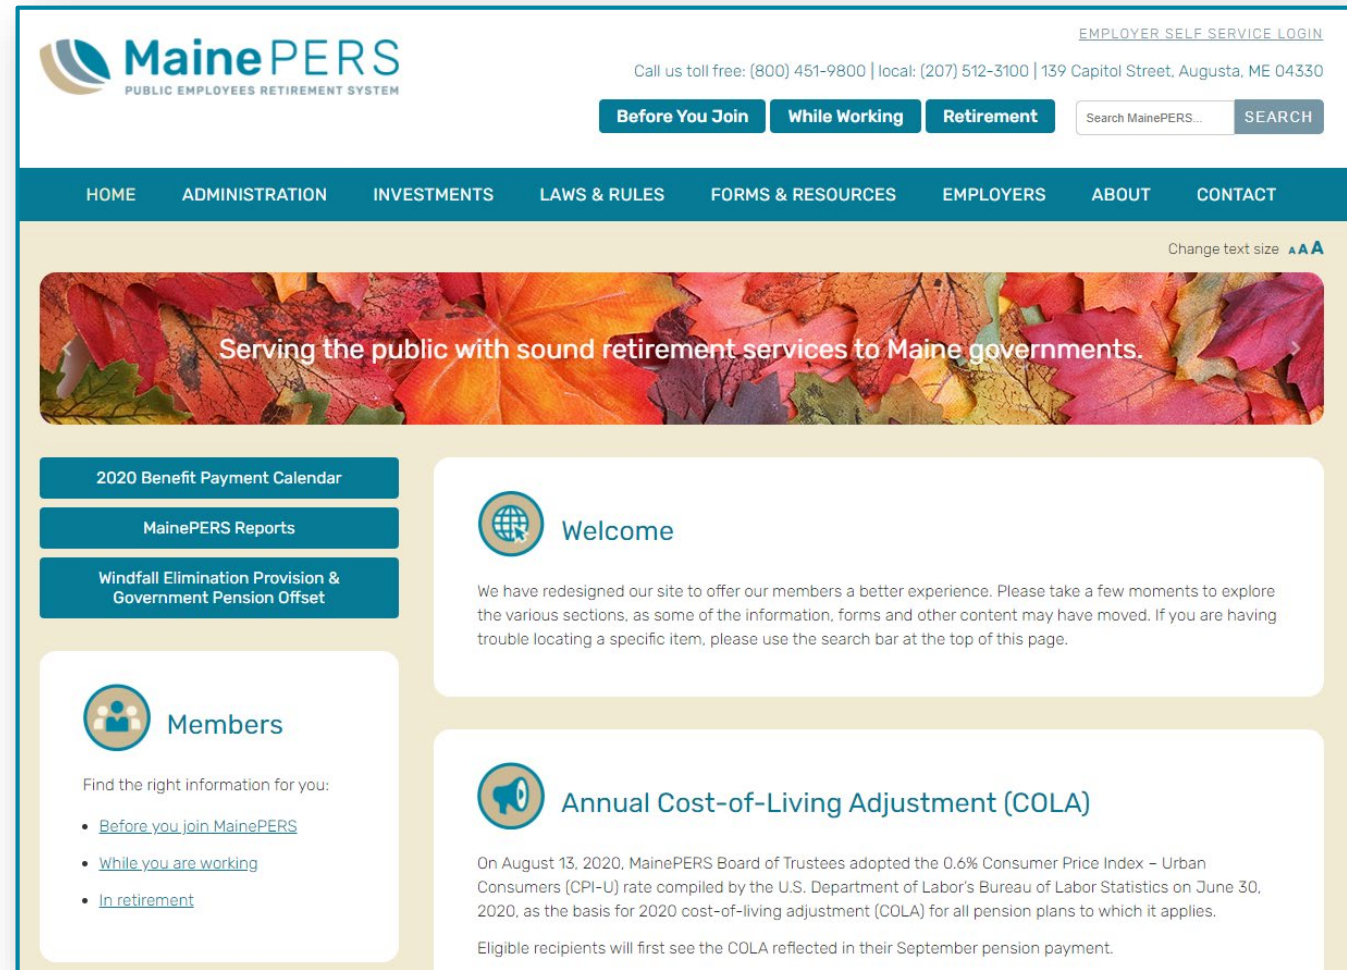 EMPLOYER SELF SERVICE LOGIN
MainePERS
PUBLIC EMPLOYEES RETIREMENT SYSTEM
Call us toll free: (800) 451-9800 | local: (207) 512-3100 | 139 Capitol Street, Augusta, ME 04330
Before You Join
While Working
Retirement
Search MainePERS...
SEARCH
HOME
ADMINISTRATION
INVESTMENTS
LAWS & RULES
FORMS & RESOURCES
EMPLOYERS
ABOUT
CONTACT
Change text size A A A
Serving the public with sound retirement services to Maine governments.
2020 Benefit Payment Calendar
MainePERS Reports
Windfall Elimination Provision &
Government Pension Offset
Members
Find the right information for you:
• Before you join MainePERS
• While you are working
• In retirement
Welcome
We have redesigned our site to offer our members a better experience. Please take a few moments to explore
the various sections, as some of the information, forms and other content may have moved. If you are having
trouble locating a specific item, please use the search bar at the top of this page.
Annual Cost-of-Living Adjustment (COLA)
On August 13, 2020, MainePERS Board of Trustees adopted the 0.6% Consumer Price Index – Urban
Consumers (CPI-U) rate compiled by the U.S. Department of Labor's Bureau of Labor Statistics on June 30,
2020, as the basis for 2020 cost-of-living adjustment (COLA) for all pension plans to which it applies.
Eligible recipients will first see the COLA reflected in their September pension payment.